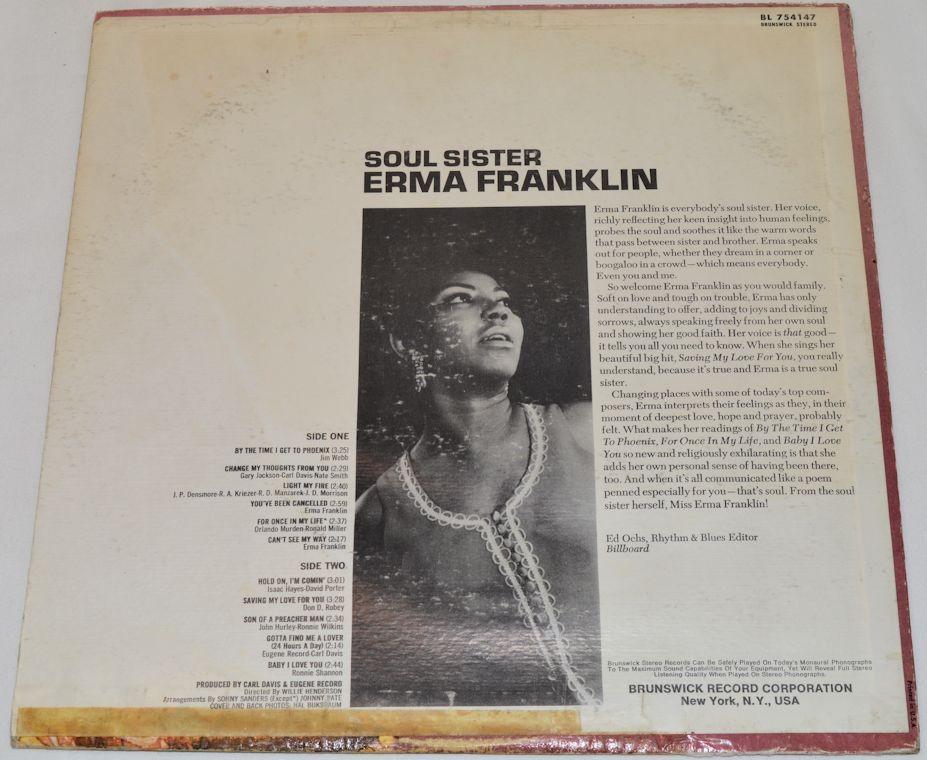 BL 754147
BRUNSWICK STEREO
SOUL SISTER
ERMA FRANKLIN
Erma Franklin is everybody's soul sister. Her voice,
richly reflecting her keen insight into human feelings,
probes the soul and soothes it like the warm words
that pass between sister and brother. Erma speaks
out for people, whether they dream in a corner or
boogaloo in a crowd—which means everybody.
Even you and me.
So welcome Erma Franklin as you would family.
Soft on love and tough on trouble, Erma has only
understanding to offer, adding to joys and dividing
sorrows, always speaking freely from her own soul
and showing her good faith. Her voice is that good—
it tells you all you need to know. When she sings her
beautiful big hit, Saving My Love For You, you really
understand, because it's true and Erma is a true soul
sister.
Changing places with some of today's top com-
posers, Erma interprets their feelings as they, in their
moment of deepest love, hope and prayer, probably
felt. What makes her readings of By The Time I Get
To Phoenix, For Once In My Life, and Baby I Love
You so new and religiously exhilarating is that she
adds her own personal sense of having been there,
too. And when it's all communicated like a poem
penned especially for you—that's soul. From the soul
sister herself, Miss Erma Franklin!
Ed Ochs, Rhythm & Blues Editor
Billboard
SIDE ONE
BY THE TIME I GET TO PHOENIX (3:25)
Jim Webb
CHANGE MY THOUGHTS FROM YOU (2:29)
Gary Jackson-Carl Davis-Nate Smith
LIGHT MY FIRE (2:40)
J. P. Densmore-R. A. Kriezer-R. D. Manzarek-J. D. Morrison
YOU'VE BEEN CANCELLED (2:59)
Erma Franklin
FOR ONCE IN MY LIFE* (2:37)
Orlando Murden-Ronald Miller
CAN'T SEE MY WAY (2:17)
Erma Franklin
SIDE TWO
HOLD ON, I'M COMIN' (3:01)
Isaac Hayes-David Porter
SAVING MY LOVE FOR YOU (3:28)
Don D. Robey
SON OF A PREACHER MAN (2:34)
John Hurley-Ronnie Wilkins
GOTTA FIND ME A LOVER
(24 Hours A Day) (2:14)
Eugene Record-Carl Davis
BABY I LOVE YOU (2:44)
Ronnie Shannon
PRODUCED BY CARL DAVIS & EUGENE RECORD
Directed By WILLIE HENDERSON
Arrangements By SONNY SANDERS (Except*) JOHNNY PATE
COVER AND BACK PHOTOS: HAL BUKSBAUM
Brunswick Stereo Records Can Be Safely Played On Today's Monaural Phonographs
To The Maximum Sound Capabilities Of Your Equipment, Yet Will Reveal Full Stereo
Listening Quality When Played On Stereo Phonographs.
BRUNSWICK RECORD CORPORATION
New York, N.Y., USA
Printed in U.S.A.